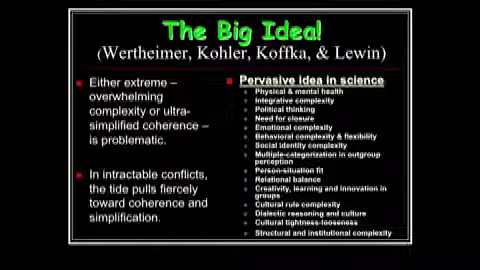 The Big Idea!
(Wertheimer, Kohler, Koffka, & Lewin)
Either extreme –
overwhelming
complexity or ultra-
simplified coherence –
is problematic.
In intractable conflicts,
the tide pulls fiercely
toward coherence and
simplification.
Pervasive idea in science
Physical & mental health
Integrative complexity
Political thinking
Need for closure
Emotional complexity
Behavioral complexity & flexibility
Social identity complexity
Multiple-categorization in outgroup
perception
Person-situation fit
Relational balance
Creativity, learning and innovation in
groups
Cultural rule complexity
Dialectic reasoning and culture
Cultural tightness-looseness
Structural and institutional complexity